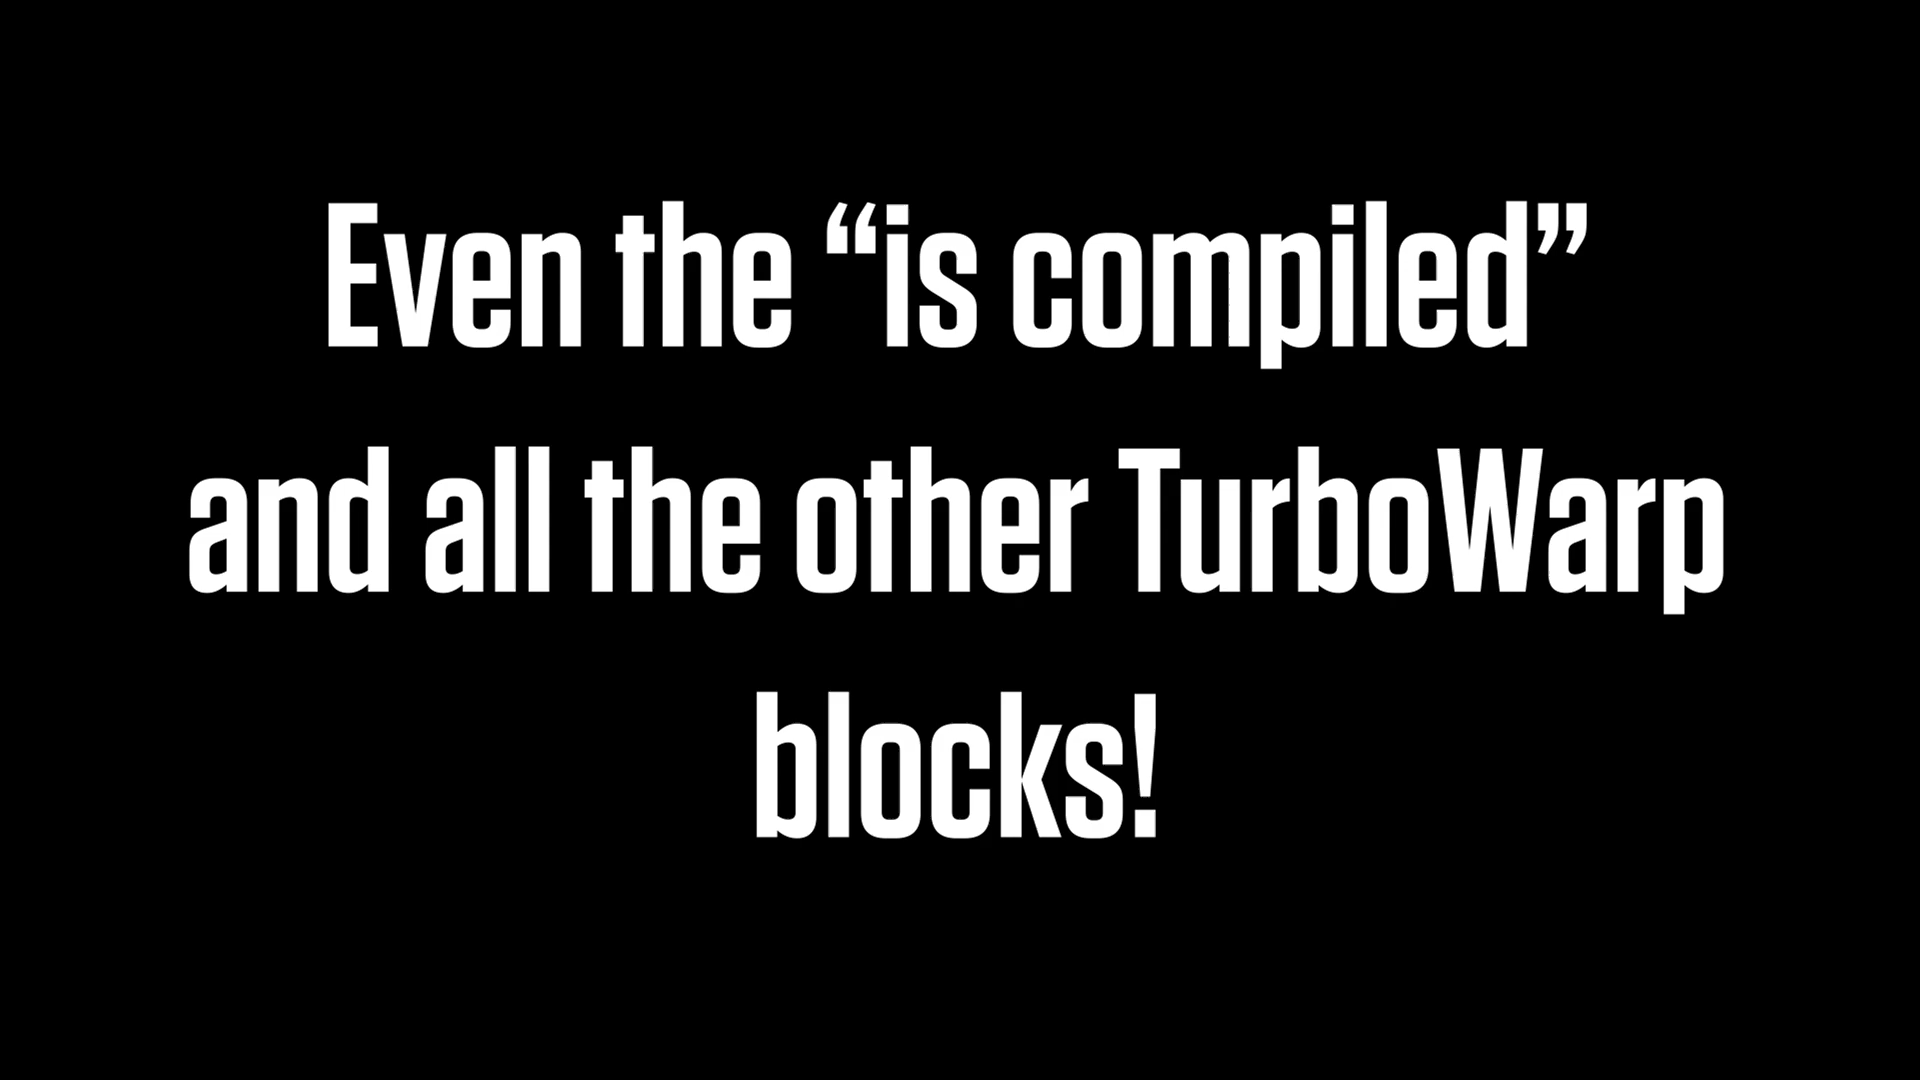 Even the “is compiled”
and all the other TurboWarp
blocks!